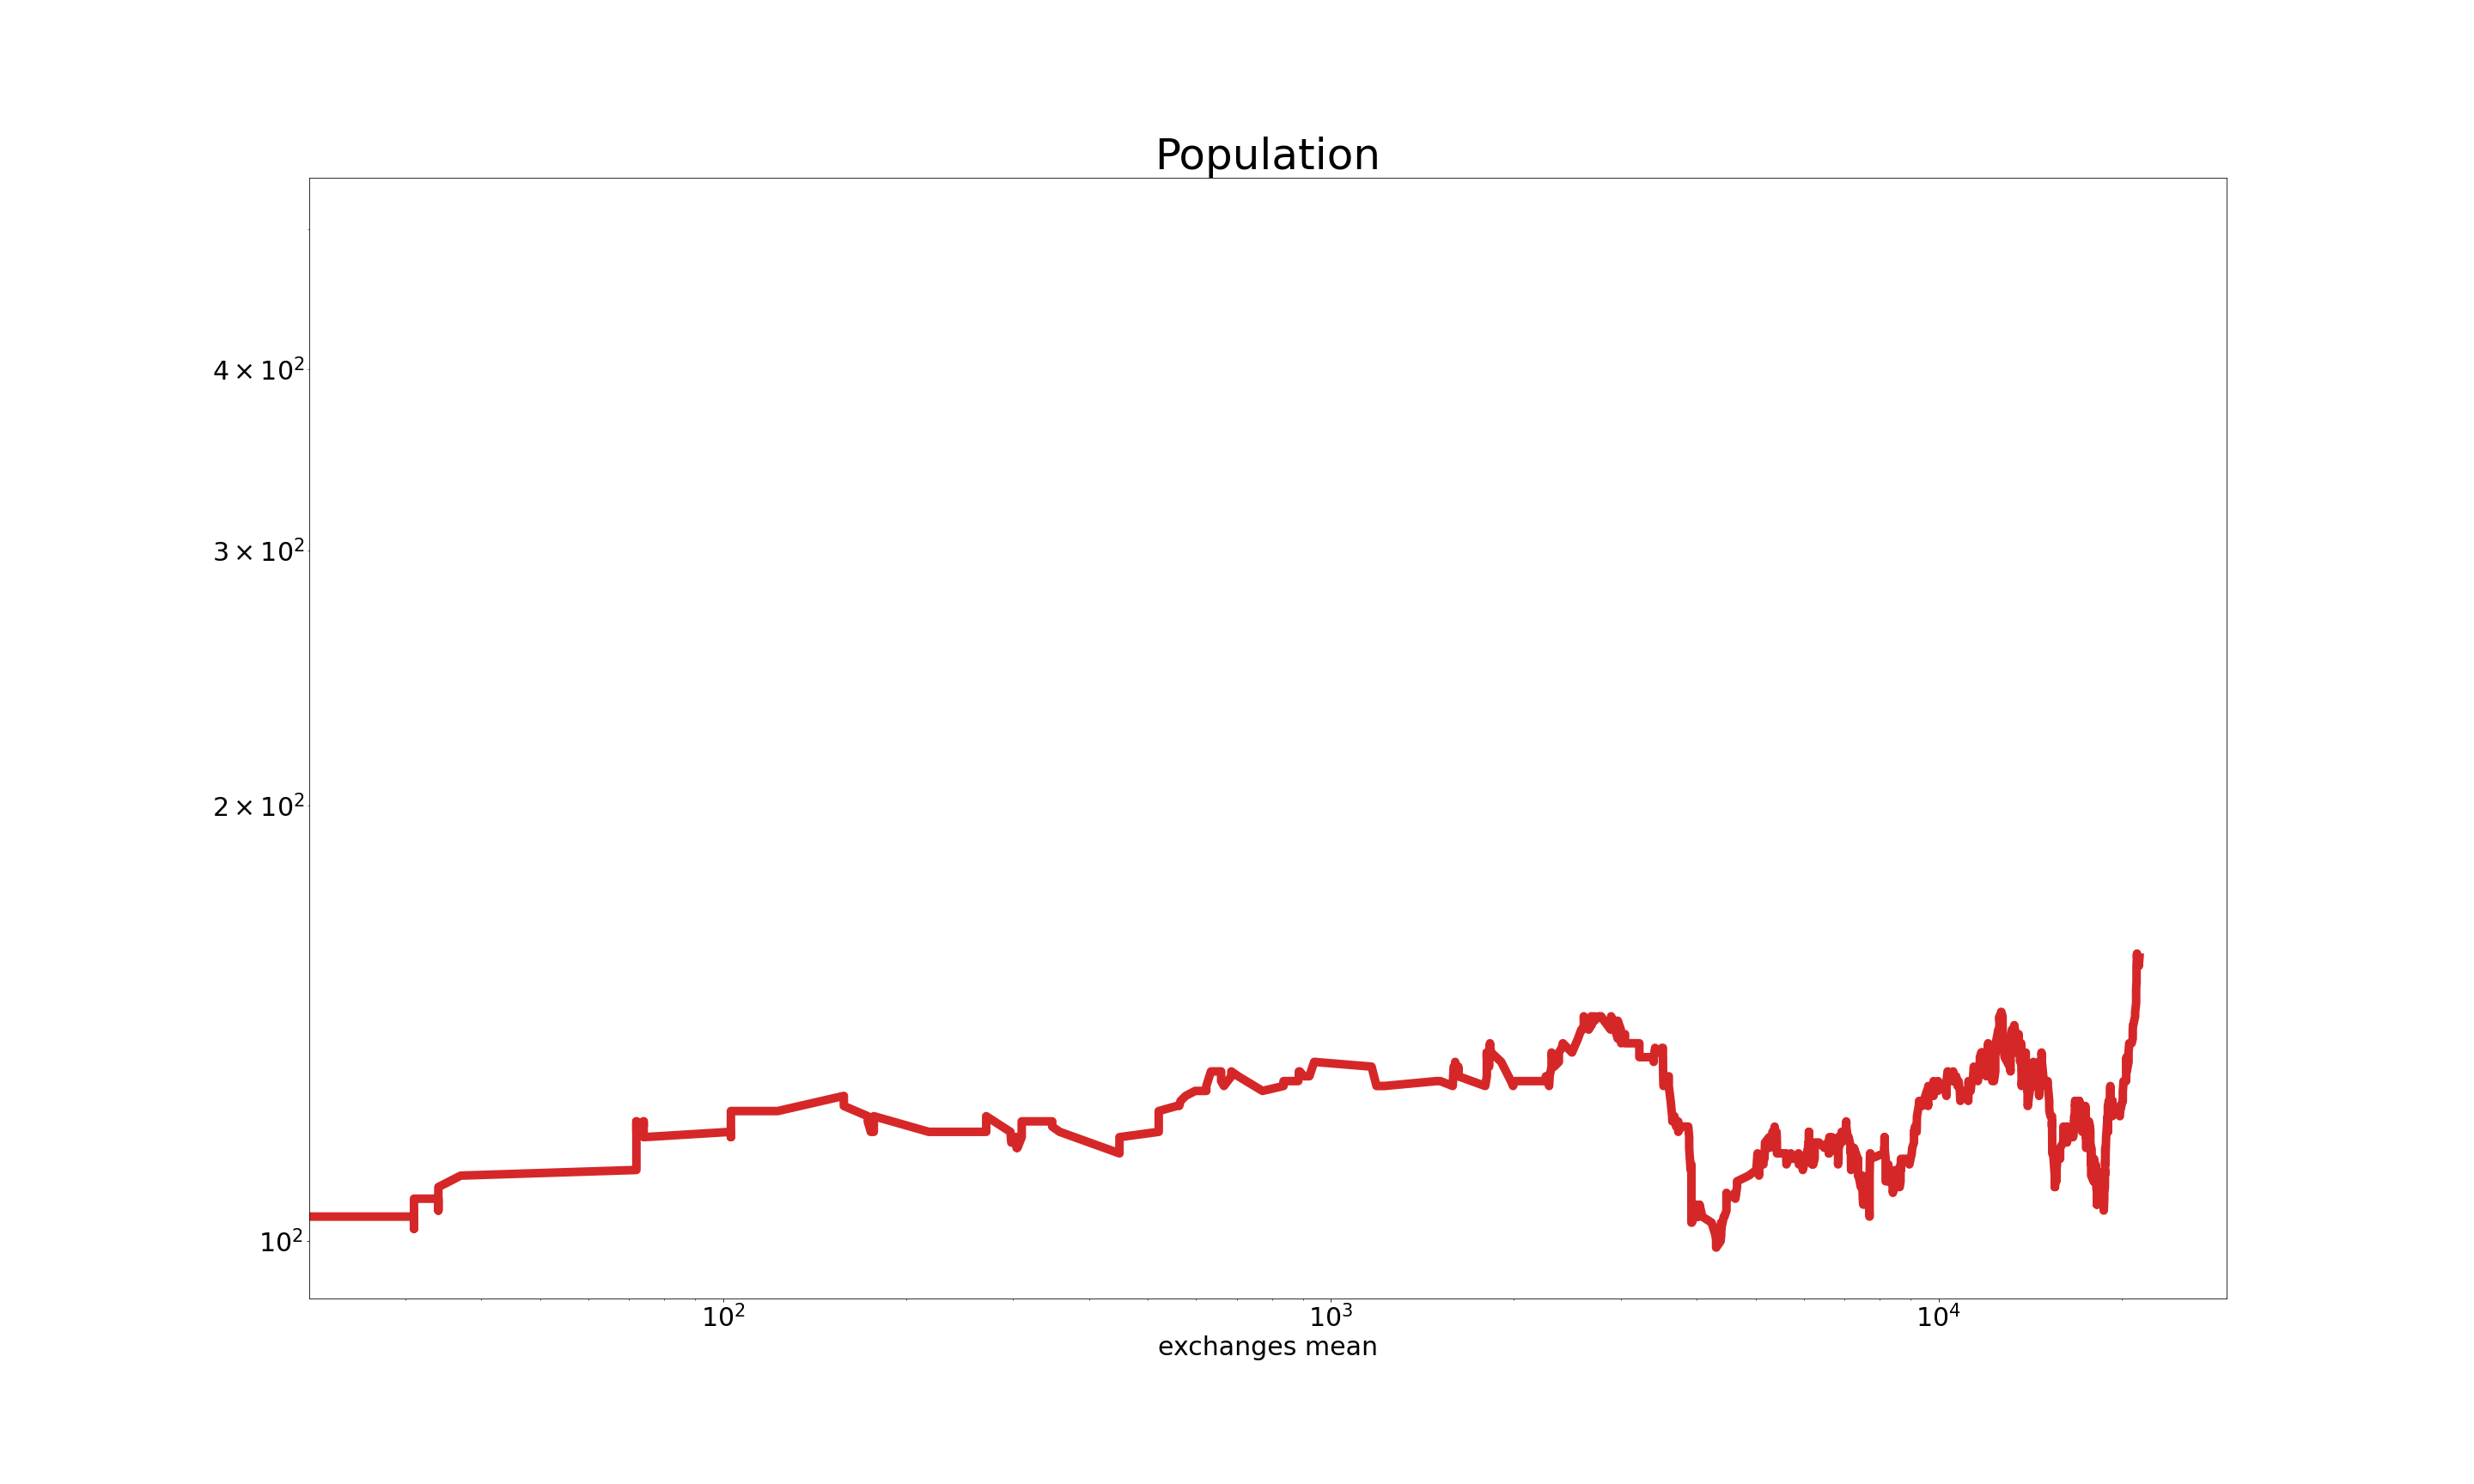 Population
4 × 10²
3 × 10²
2 × 10²
10²
10² 10³ 10⁴
exchanges mean